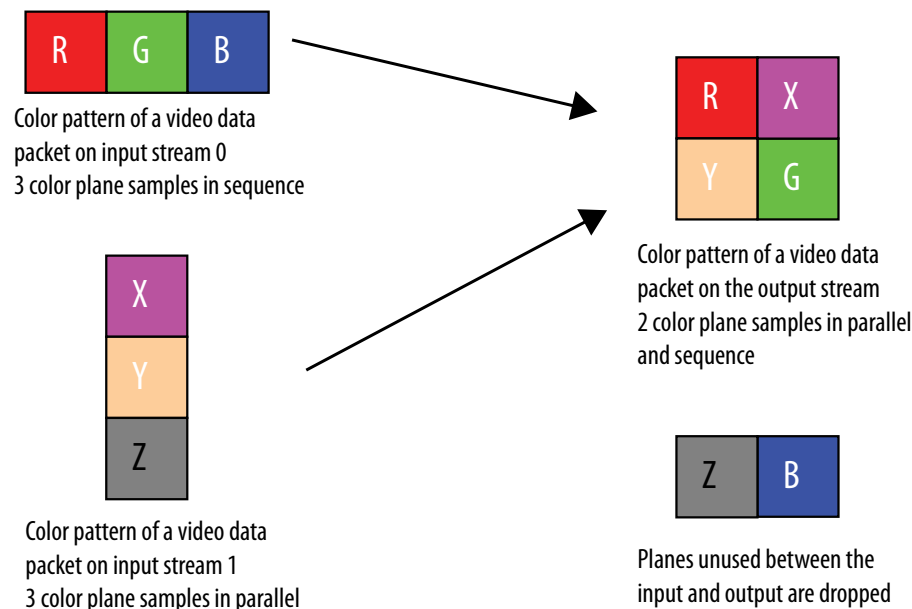 R G B
Color pattern of a video data
packet on input stream 0
3 color plane samples in sequence
X
Y
Z
Color pattern of a video data
packet on input stream 1
3 color plane samples in parallel
R X
Y G
Color pattern of a video data
packet on the output stream
2 color plane samples in parallel
and sequence
Z B
Planes unused between the
input and output are dropped